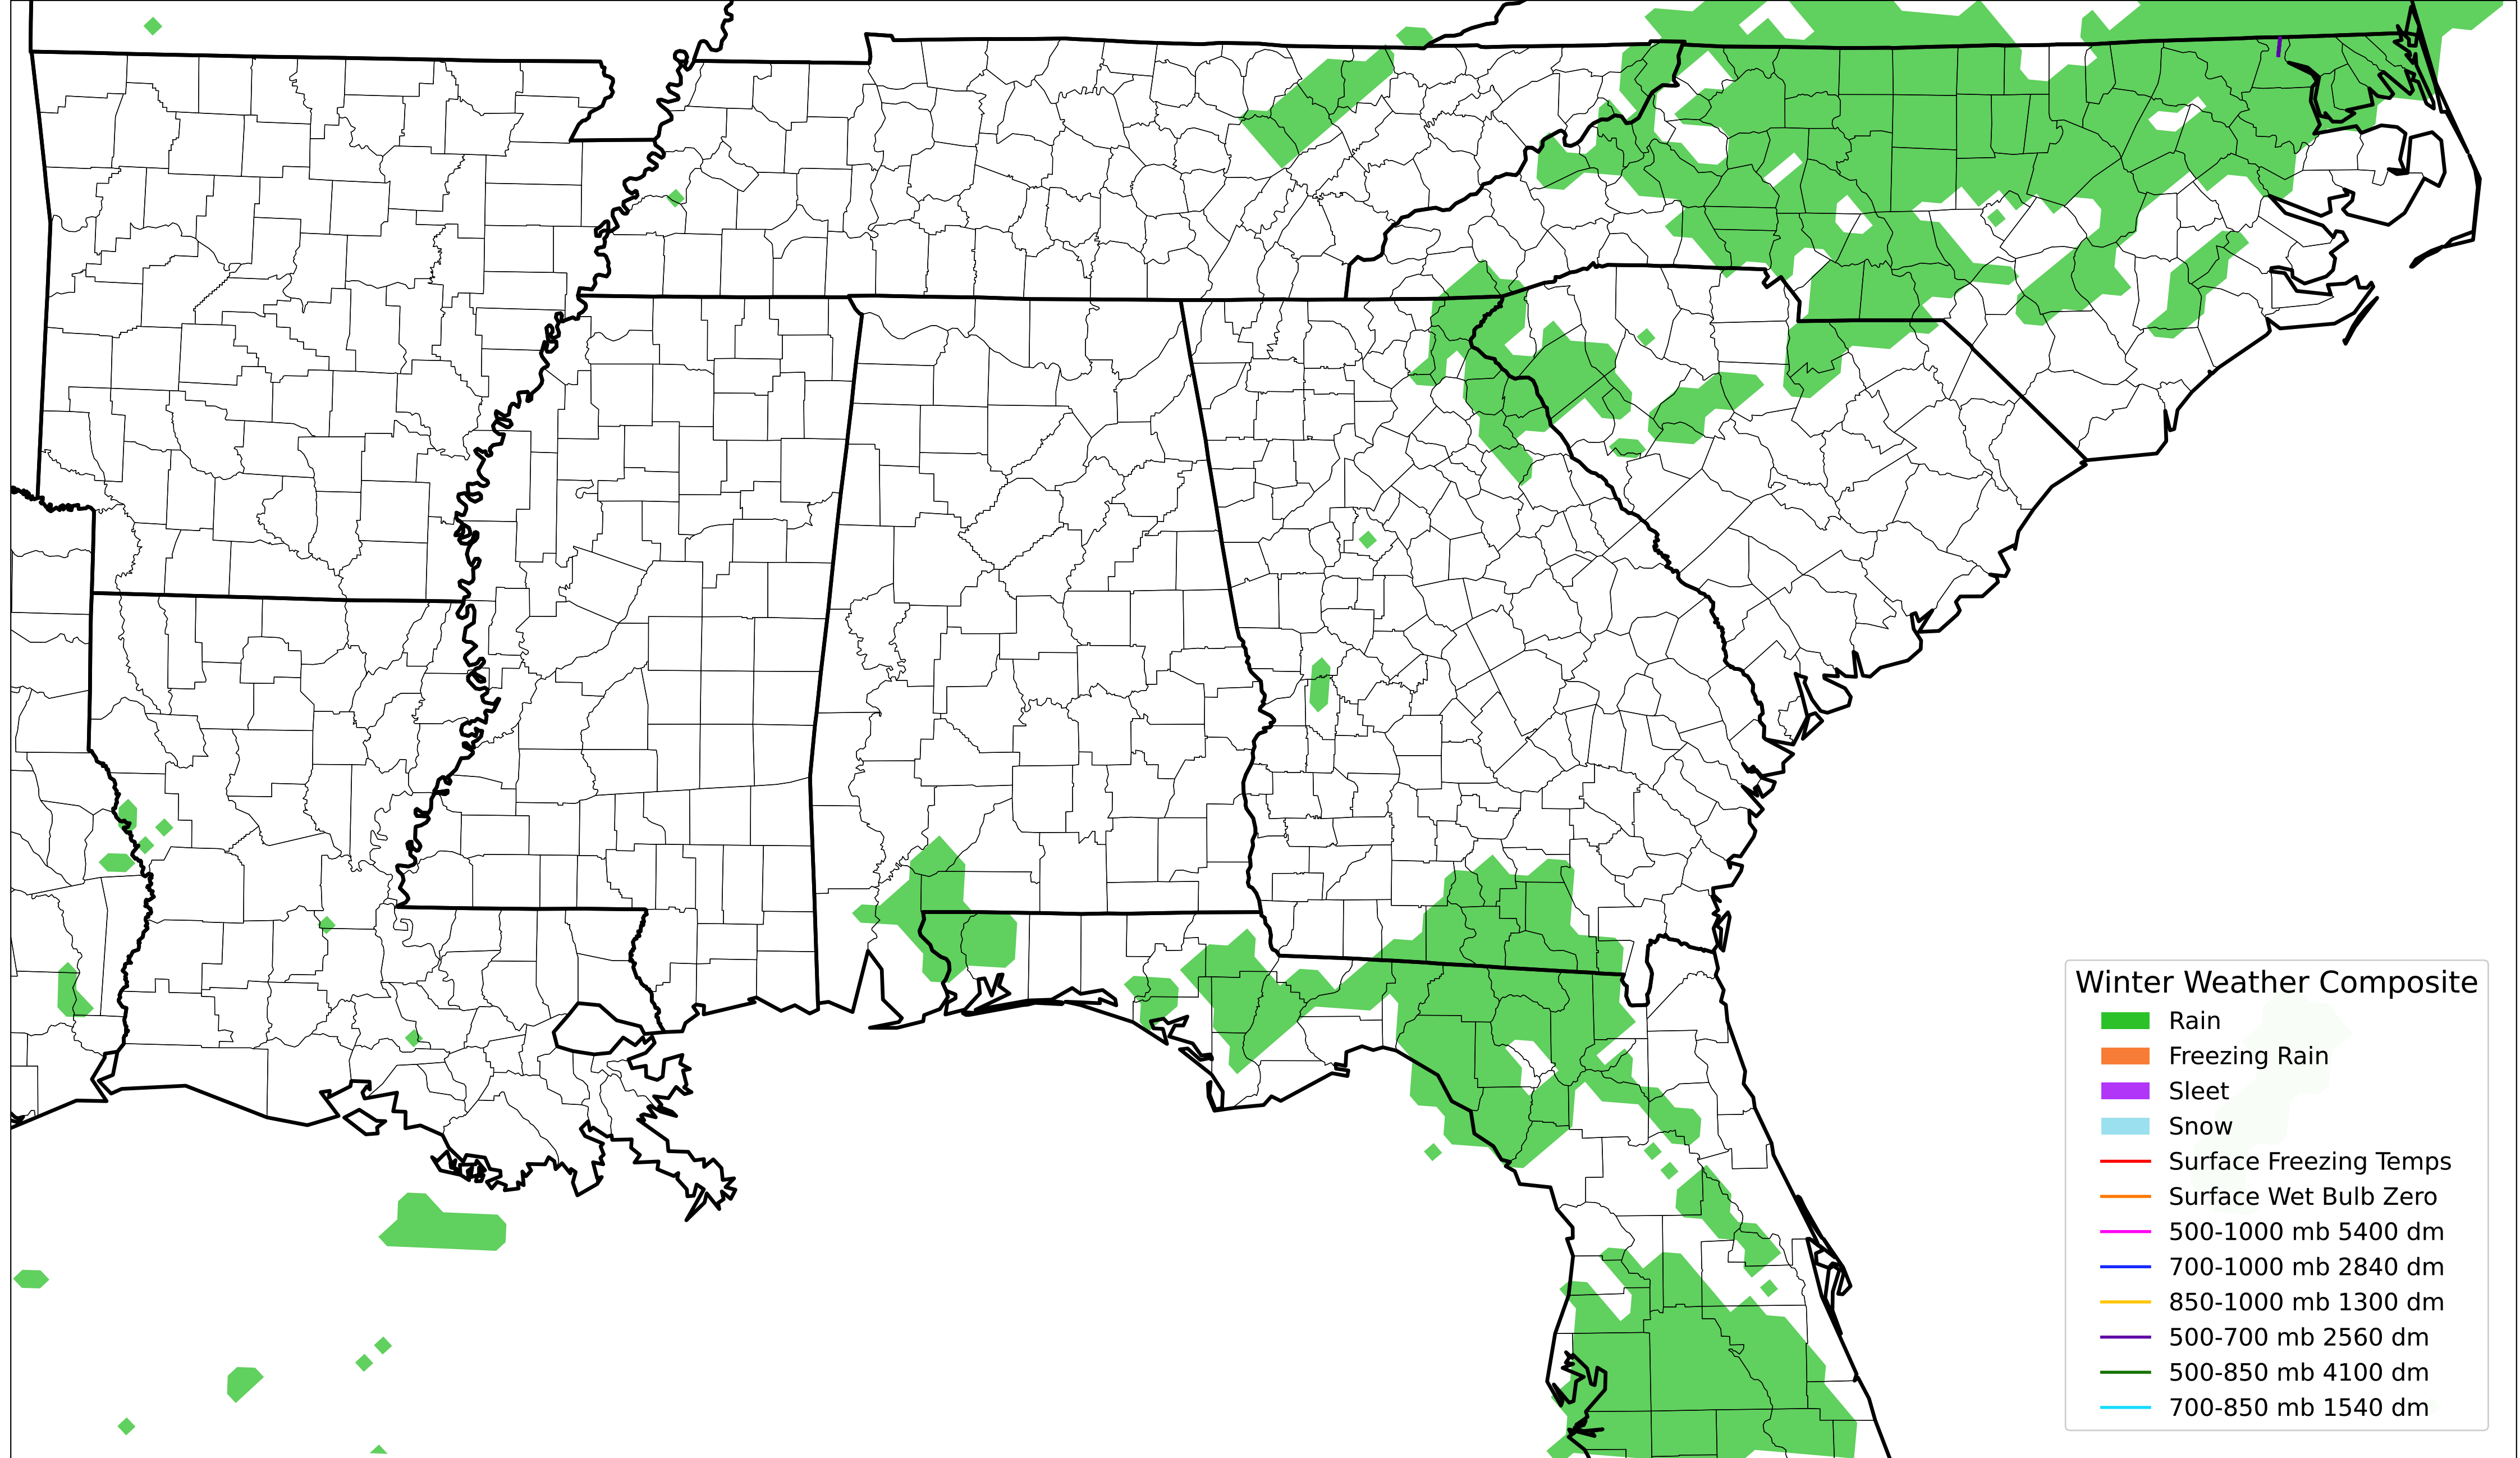 Winter Weather Composite
Rain
Freezing Rain
Sleet
Snow
Surface Freezing Temps
Surface Wet Bulb Zero
500-1000 mb 5400 dm
700-1000 mb 2840 dm
850-1000 mb 1300 dm
500-700 mb 2560 dm
500-850 mb 4100 dm
700-850 mb 1540 dm